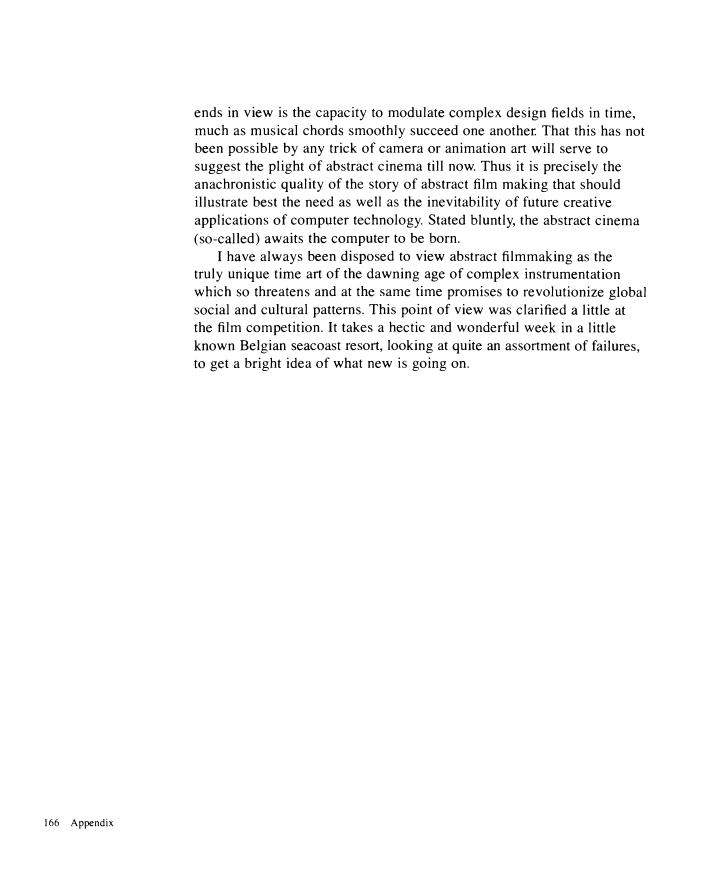 ends in view is the capacity to modulate complex design fields in time,
much as musical chords smoothly succeed one another. That this has not
been possible by any trick of camera or animation art will serve to
suggest the plight of abstract cinema till now. Thus it is precisely the
anachronistic quality of the story of abstract film making that should
illustrate best the need as well as the inevitability of future creative
applications of computer technology. Stated bluntly, the abstract cinema
(so-called) awaits the computer to be born.
I have always been disposed to view abstract filmmaking as the
truly unique time art of the dawning age of complex instrumentation
which so threatens and at the same time promises to revolutionize global
social and cultural patterns. This point of view was clarified a little at
the film competition. It takes a hectic and wonderful week in a little
known Belgian seacoast resort, looking at quite an assortment of failures,
to get a bright idea of what new is going on.
166 Appendix